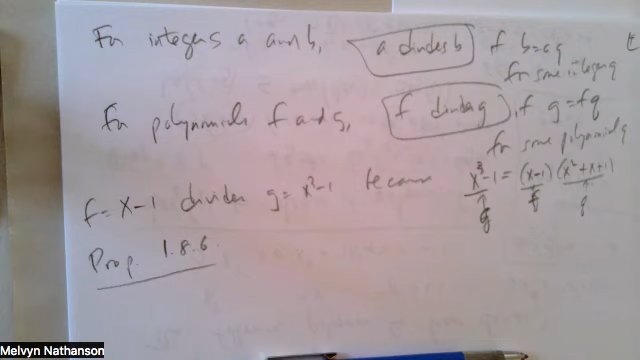 For integers a and b, a divides b if b = aq
for some integer q
For polynomials f and g, f divides g, if g = fq
for some polynomial q
f = x-1 divides g = x³-1 because x³-1 = (x-1)(x²+x+1)
g f q
Prop. 1.8.6
Melvyn Nathanson